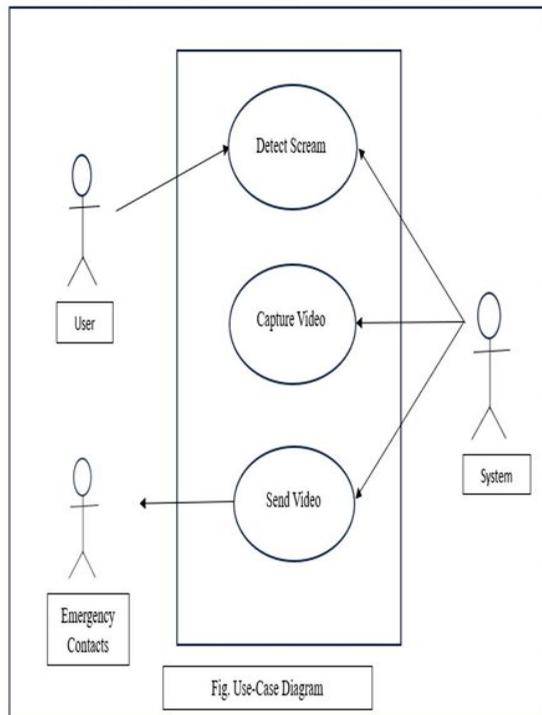 Detect Scream
User
Capture Video
System
Send Video
Emergency
Contacts
Fig. Use-Case Diagram